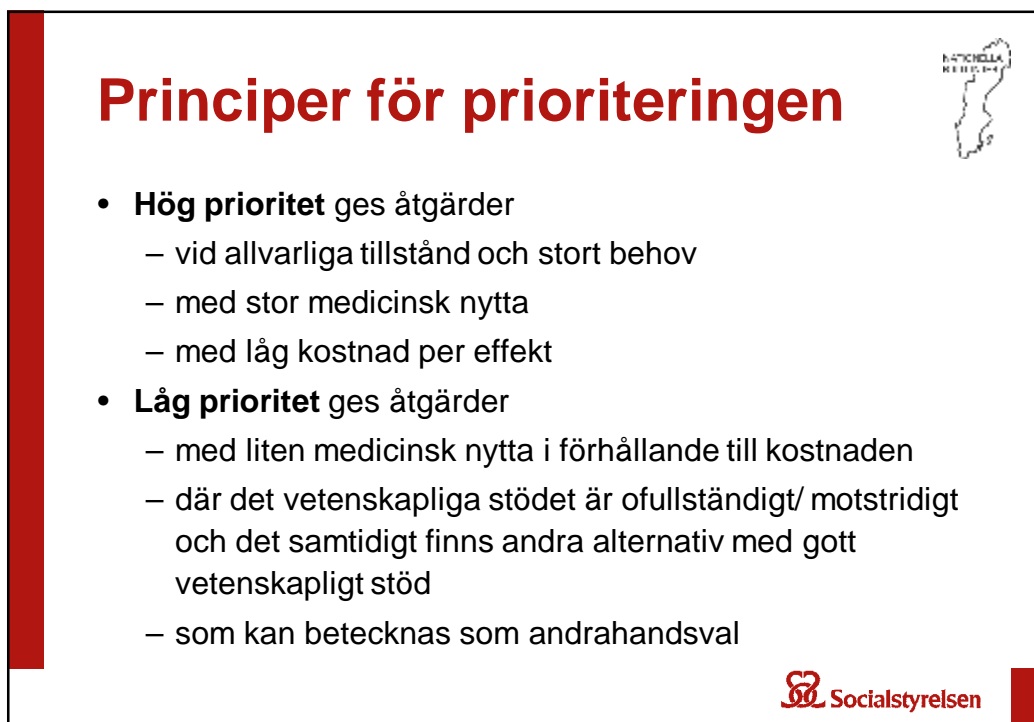 NATIONELLA
Principer för prioriteringen
• Hög prioritet ges åtgärder
– vid allvarliga tillstånd och stort behov
– med stor medicinsk nytta
– med låg kostnad per effekt
• Låg prioritet ges åtgärder
– med liten medicinsk nytta i förhållande till kostnaden
– där det vetenskapliga stödet är ofullständigt/ motstridigt
och det samtidigt finns andra alternativ med gott
vetenskapligt stöd
– som kan betecknas som andrahandsval
Socialstyrelsen